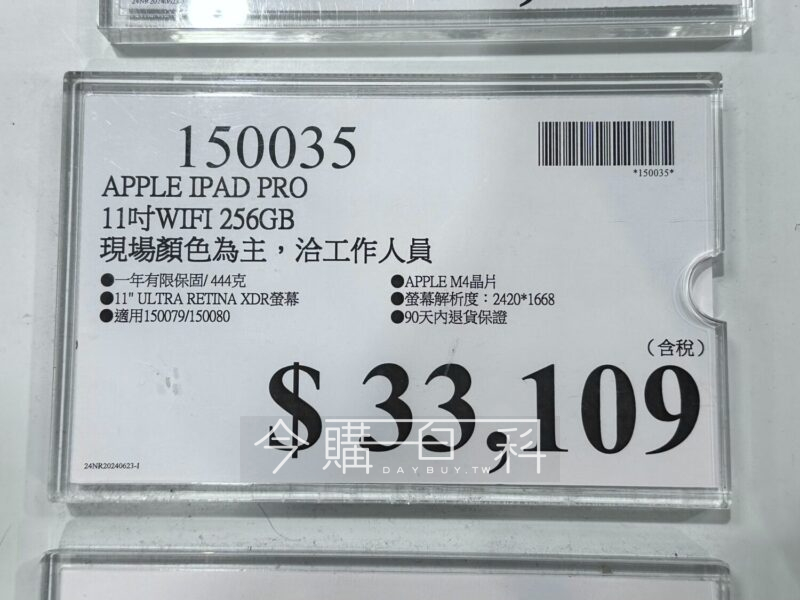 150035
*150035*
APPLE IPAD PRO
11吋WIFI 256GB
現場顏色為主，洽工作人員
●一年有限保固/ 444克
●APPLE M4晶片
●11" ULTRA RETINA XDR螢幕
●螢幕解析度：2420*1668
●適用150079/150080
●90天內退貨保證
（含稅）
$ 33,109
今購百科
DAYBUY.TW
24NR20240623-I